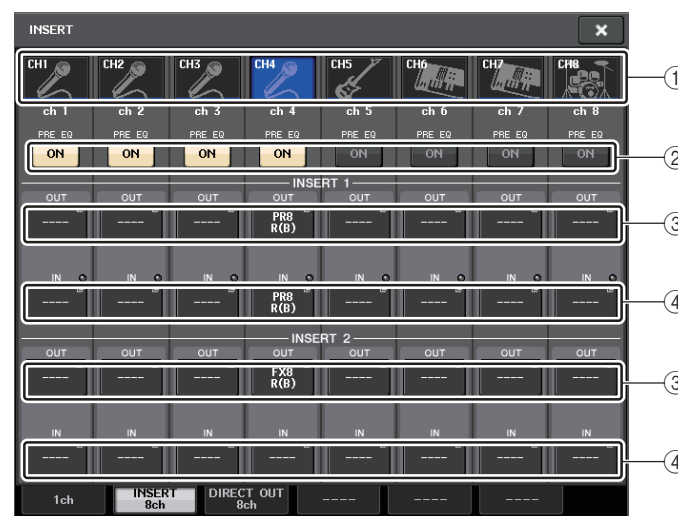 INSERT ×
CH1 CH2 CH3 CH4 CH5 CH6 CH7 CH8
ch 1 ch 2 ch 3 ch 4 ch 5 ch 6 ch 7 ch 8
PRE EQ PRE EQ PRE EQ PRE EQ PRE EQ PRE EQ PRE EQ PRE EQ
ON ON ON ON ON ON ON ON
INSERT 1
OUT OUT OUT OUT OUT OUT OUT OUT
---- ---- ---- PR8 ---- ---- ---- ----
R(B)
IN IN IN IN IN IN IN IN
---- ---- ---- PR8 ---- ---- ---- ----
R(B)
INSERT 2
OUT OUT OUT OUT OUT OUT OUT OUT
---- ---- ---- FX8 ---- ---- ---- ----
R(B)
IN IN IN IN IN IN IN IN
---- ---- ---- ---- ---- ---- ---- ----
1ch INSERT DIRECT OUT ---- ---- ----
8ch 8ch
1
2
3
4
3
4